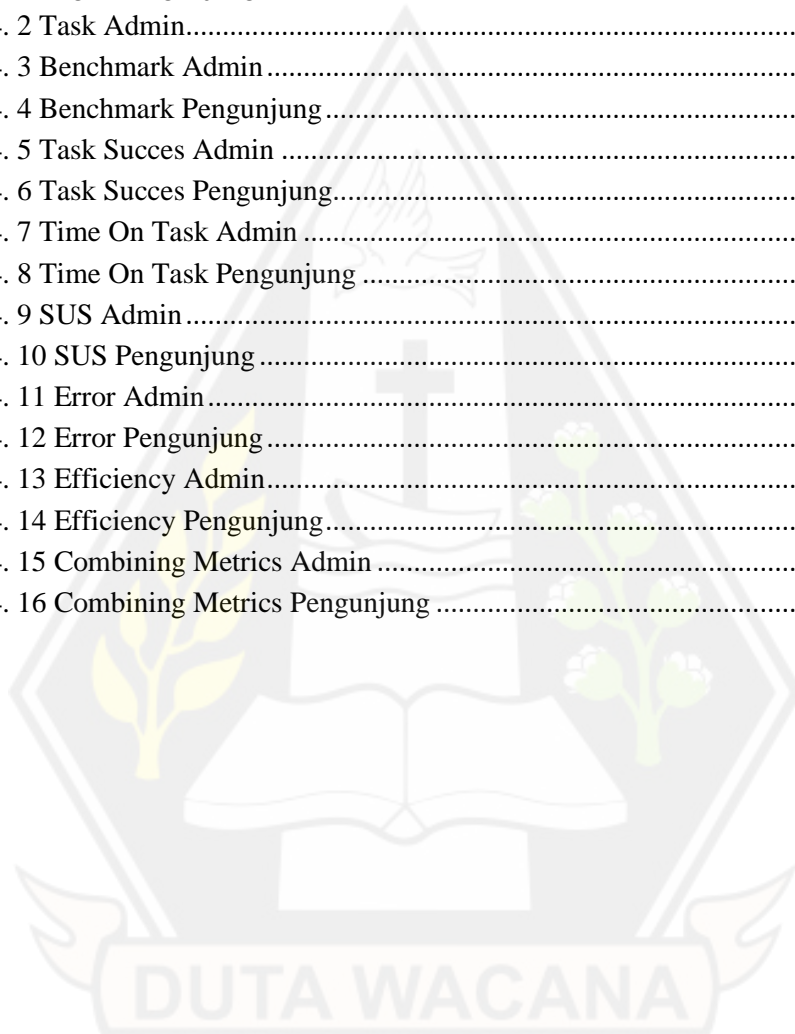 . 2 Task Admin........................................................................................................
. 3 Benchmark Admin..........................................................................................
. 4 Benchmark Pengunjung................................................................................
. 5 Task Succes Admin .......................................................................................
. 6 Task Succes Pengunjung...............................................................................
. 7 Time On Task Admin ...................................................................................
. 8 Time On Task Pengunjung ..........................................................................
. 9 SUS Admin......................................................................................................
. 10 SUS Pengunjung...........................................................................................
. 11 Error Admin..................................................................................................
. 12 Error Pengunjung.........................................................................................
. 13 Efficiency Admin.........................................................................................
. 14 Efficiency Pengunjung................................................................................
. 15 Combining Metrics Admin ........................................................................
. 16 Combining Metrics Pengunjung ...............................................................
DUTA WACANA